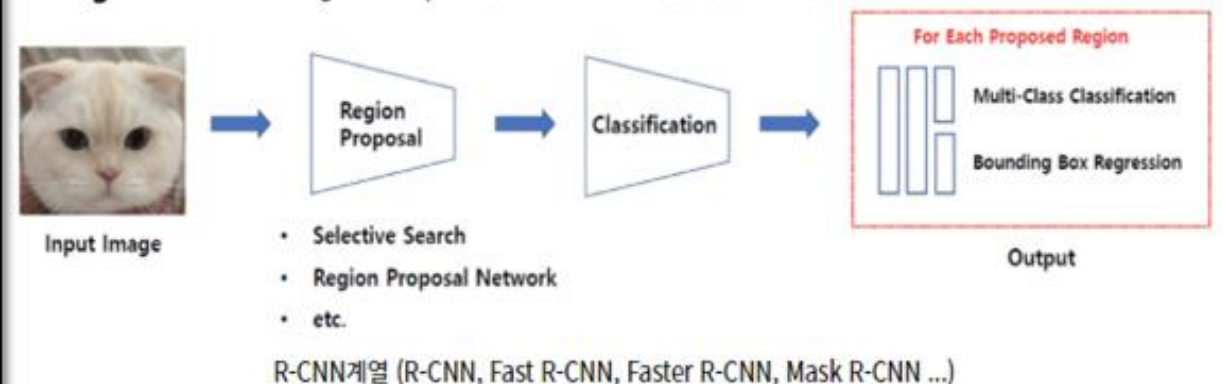 For Each Proposed Region
Region
Proposal
Classification
Multi-Class Classification
Bounding Box Regression
Input Image
• Selective Search
• Region Proposal Network
• etc.
Output
R-CNN계열 (R-CNN, Fast R-CNN, Faster R-CNN, Mask R-CNN ...)